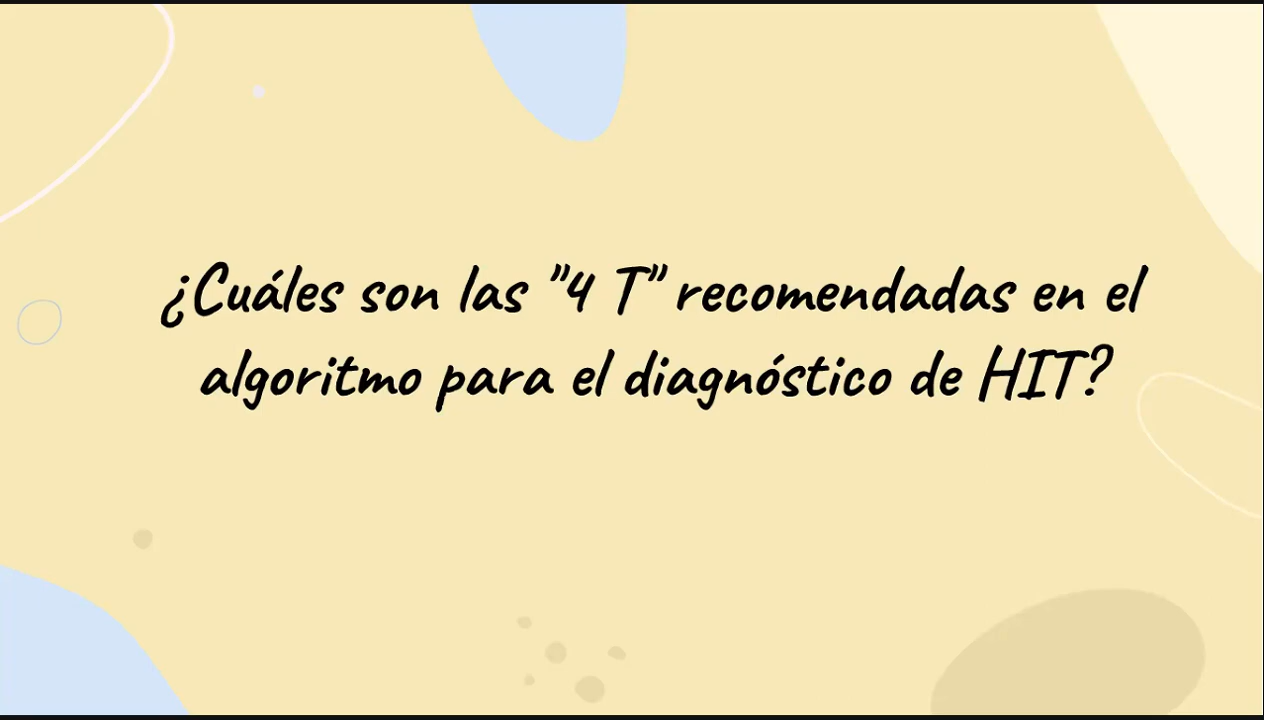 ¿Cuáles son las "4 T" recomendadas en el
algoritmo para el diagnóstico de HIT?